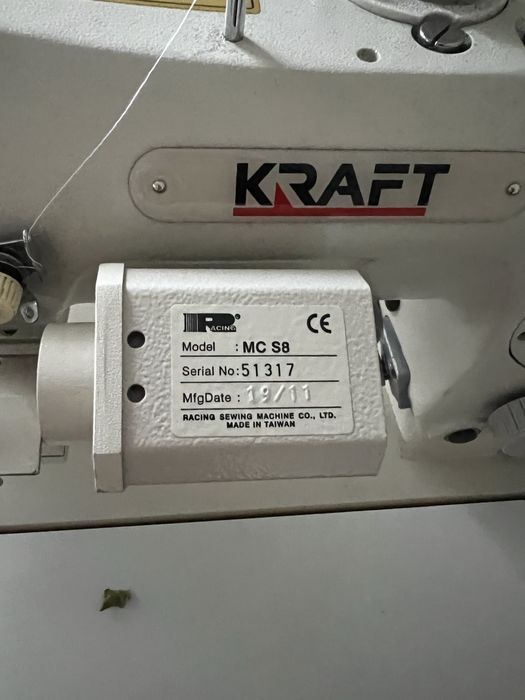 KRAFT
R®
RACING
CE
Model : MC S8
Serial No: 51317
MfgDate : 19/11
RACING SEWING MACHINE CO., LTD.
MADE IN TAIWAN